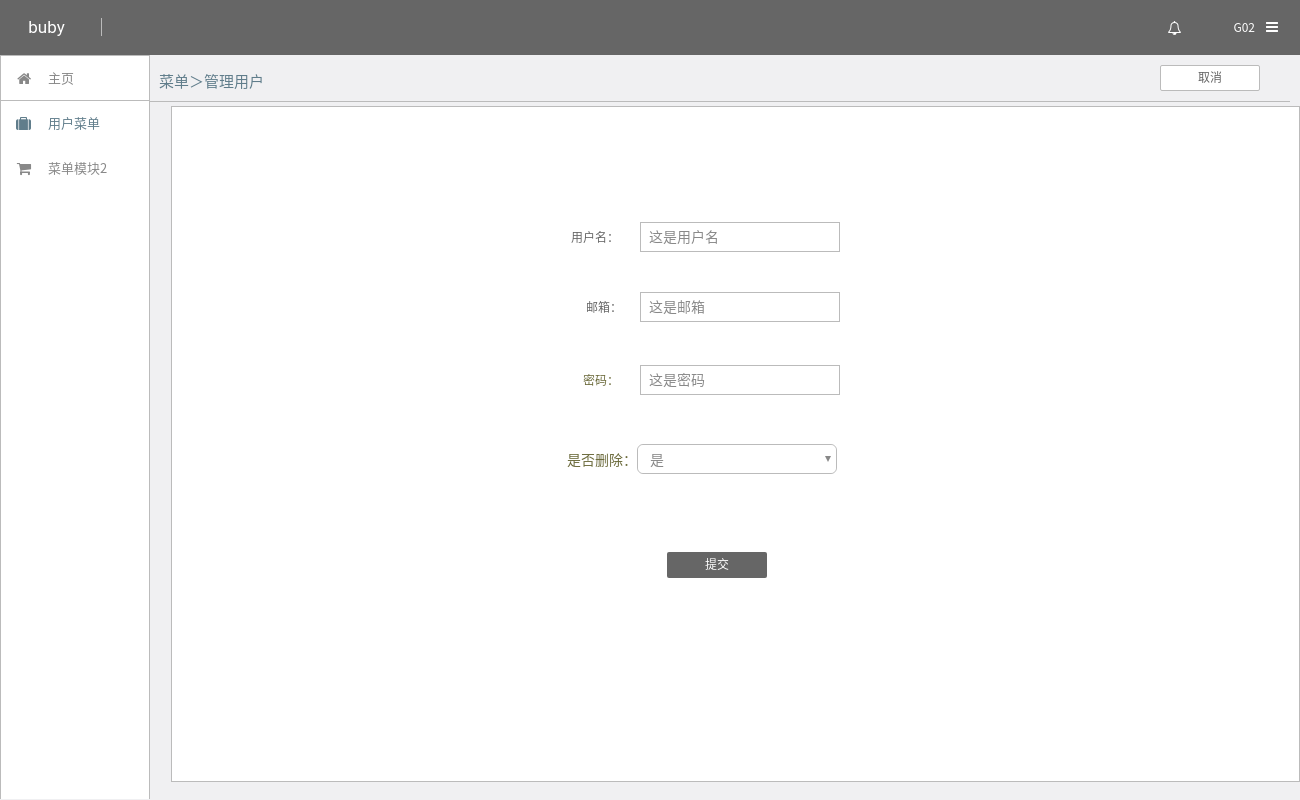 buby
G02
主页
用户菜单
菜单模块2
菜单＞管理用户
取消
用户名：
这是用户名
邮箱：
这是邮箱
密码：
这是密码
是否删除：
是
提交